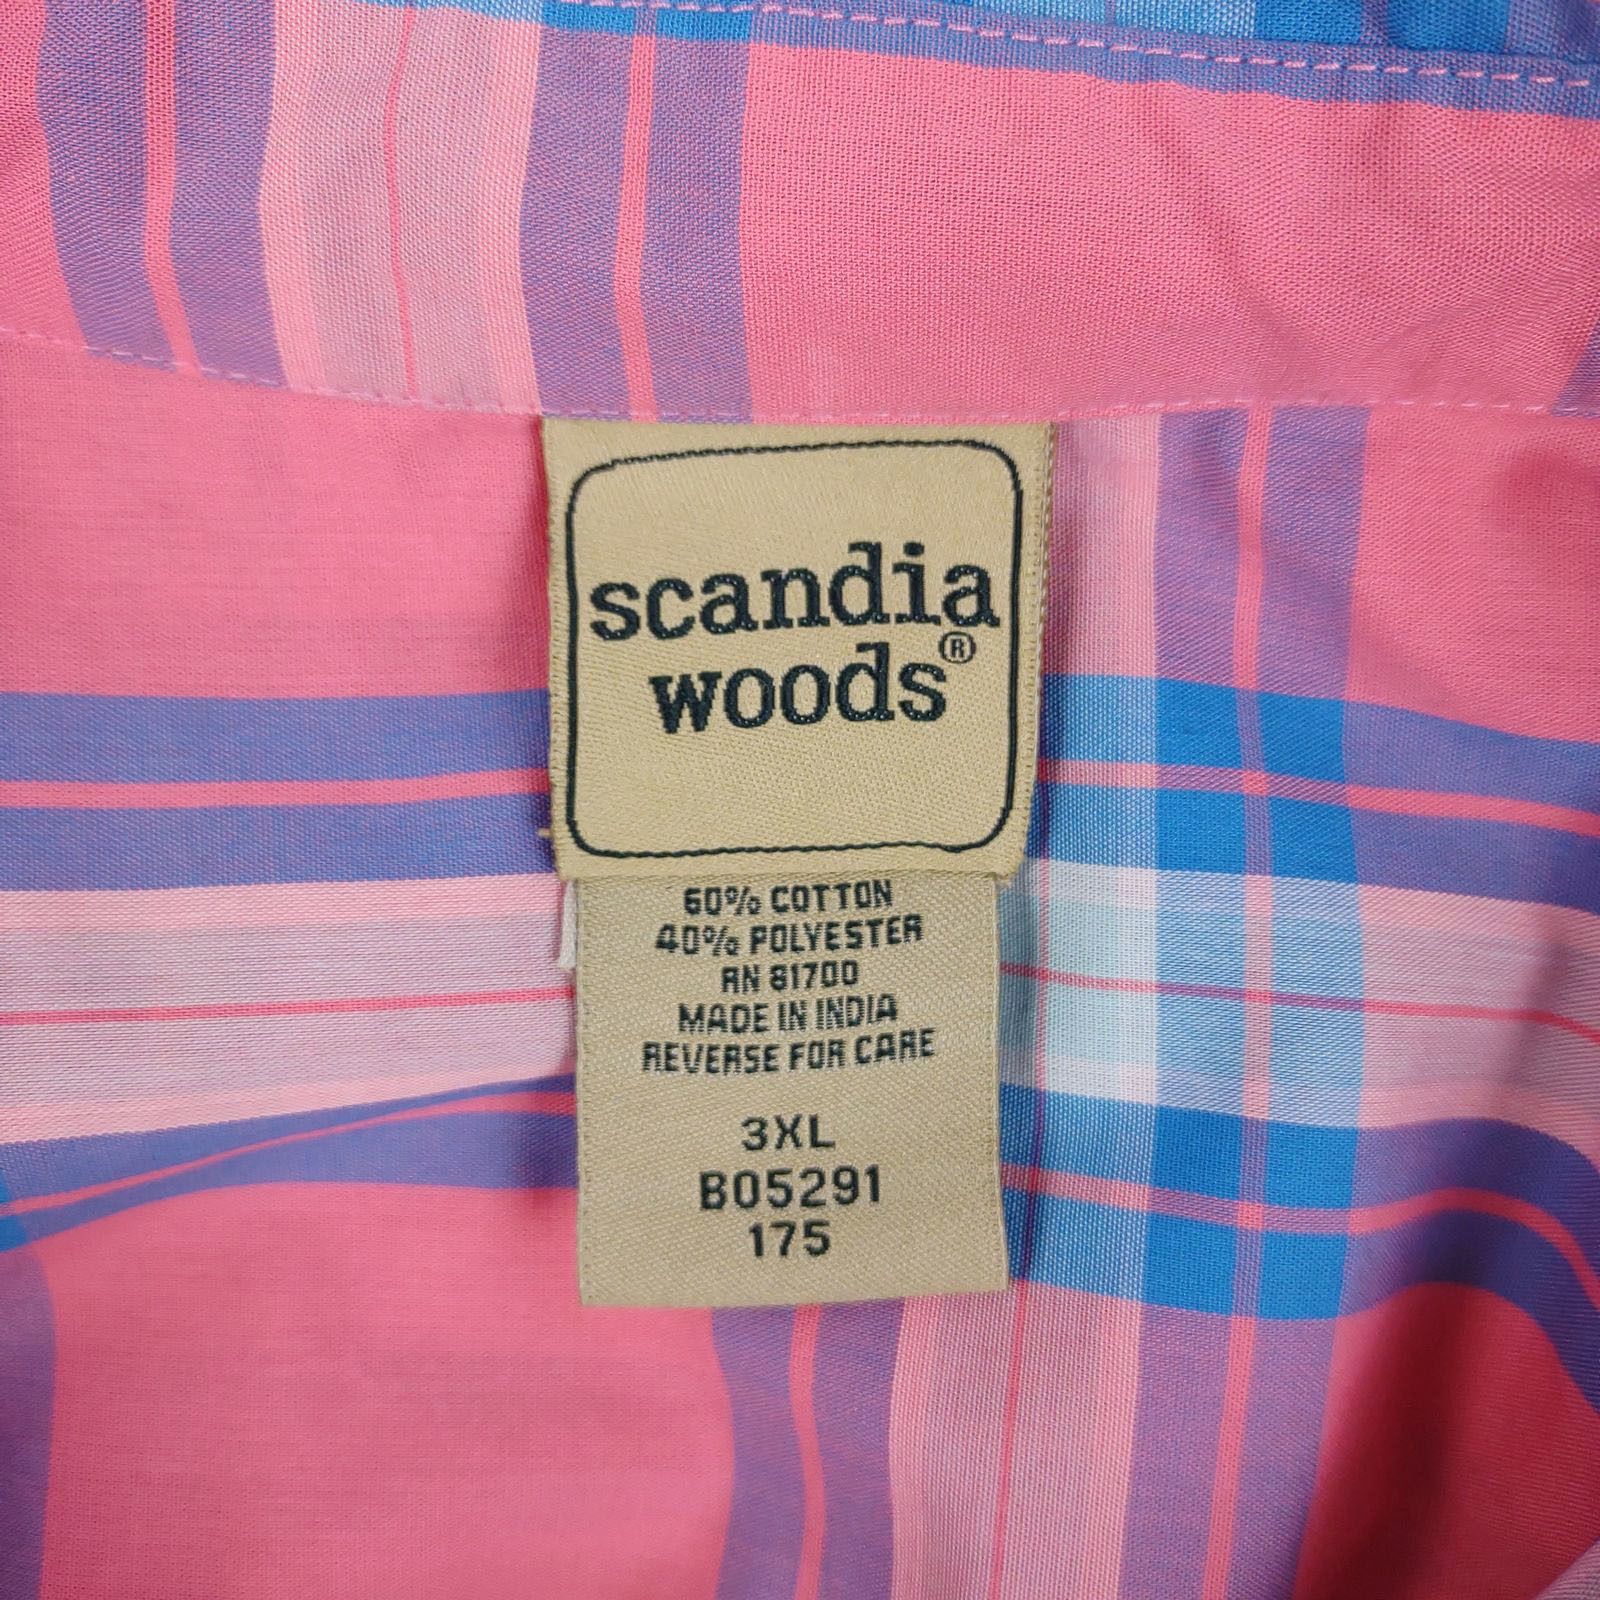 scandia
woods®
60% COTTON
40% POLYESTER
RN 81700
MADE IN INDIA
REVERSE FOR CARE
3XL
B05291
175